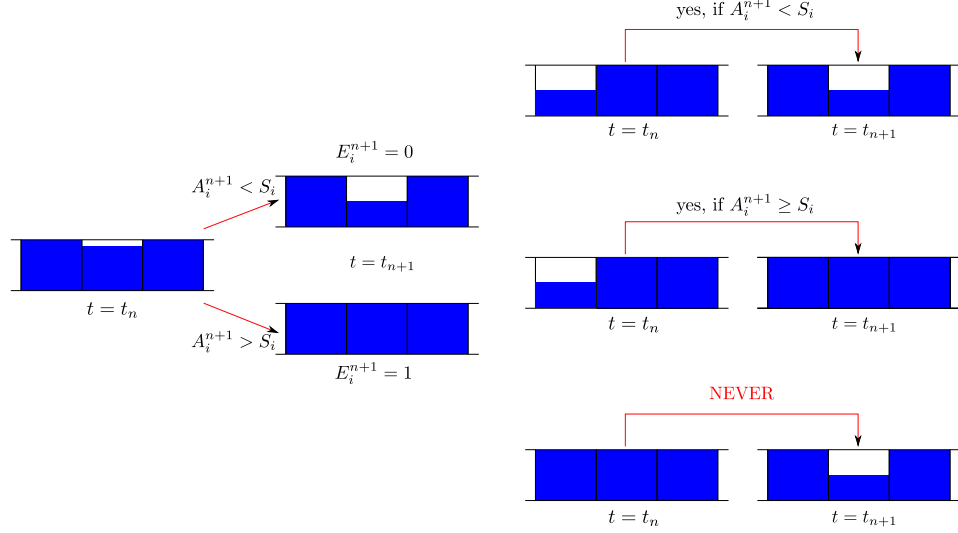 E_i^{n+1} = 0
A_i^{n+1} < S_i
t = t_{n+1}
t = t_n
A_i^{n+1} > S_i
E_i^{n+1} = 1
yes, if A_i^{n+1} < S_i
t = t_n
t = t_{n+1}
yes, if A_i^{n+1} ≥ S_i
t = t_n
t = t_{n+1}
NEVER
t = t_n
t = t_{n+1}